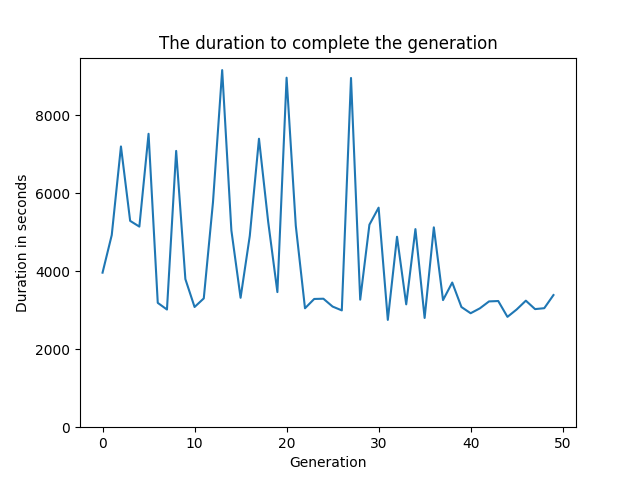 The duration to complete the generation
Duration in seconds
8000
6000
4000
2000
0
0 10 20 30 40 50
Generation